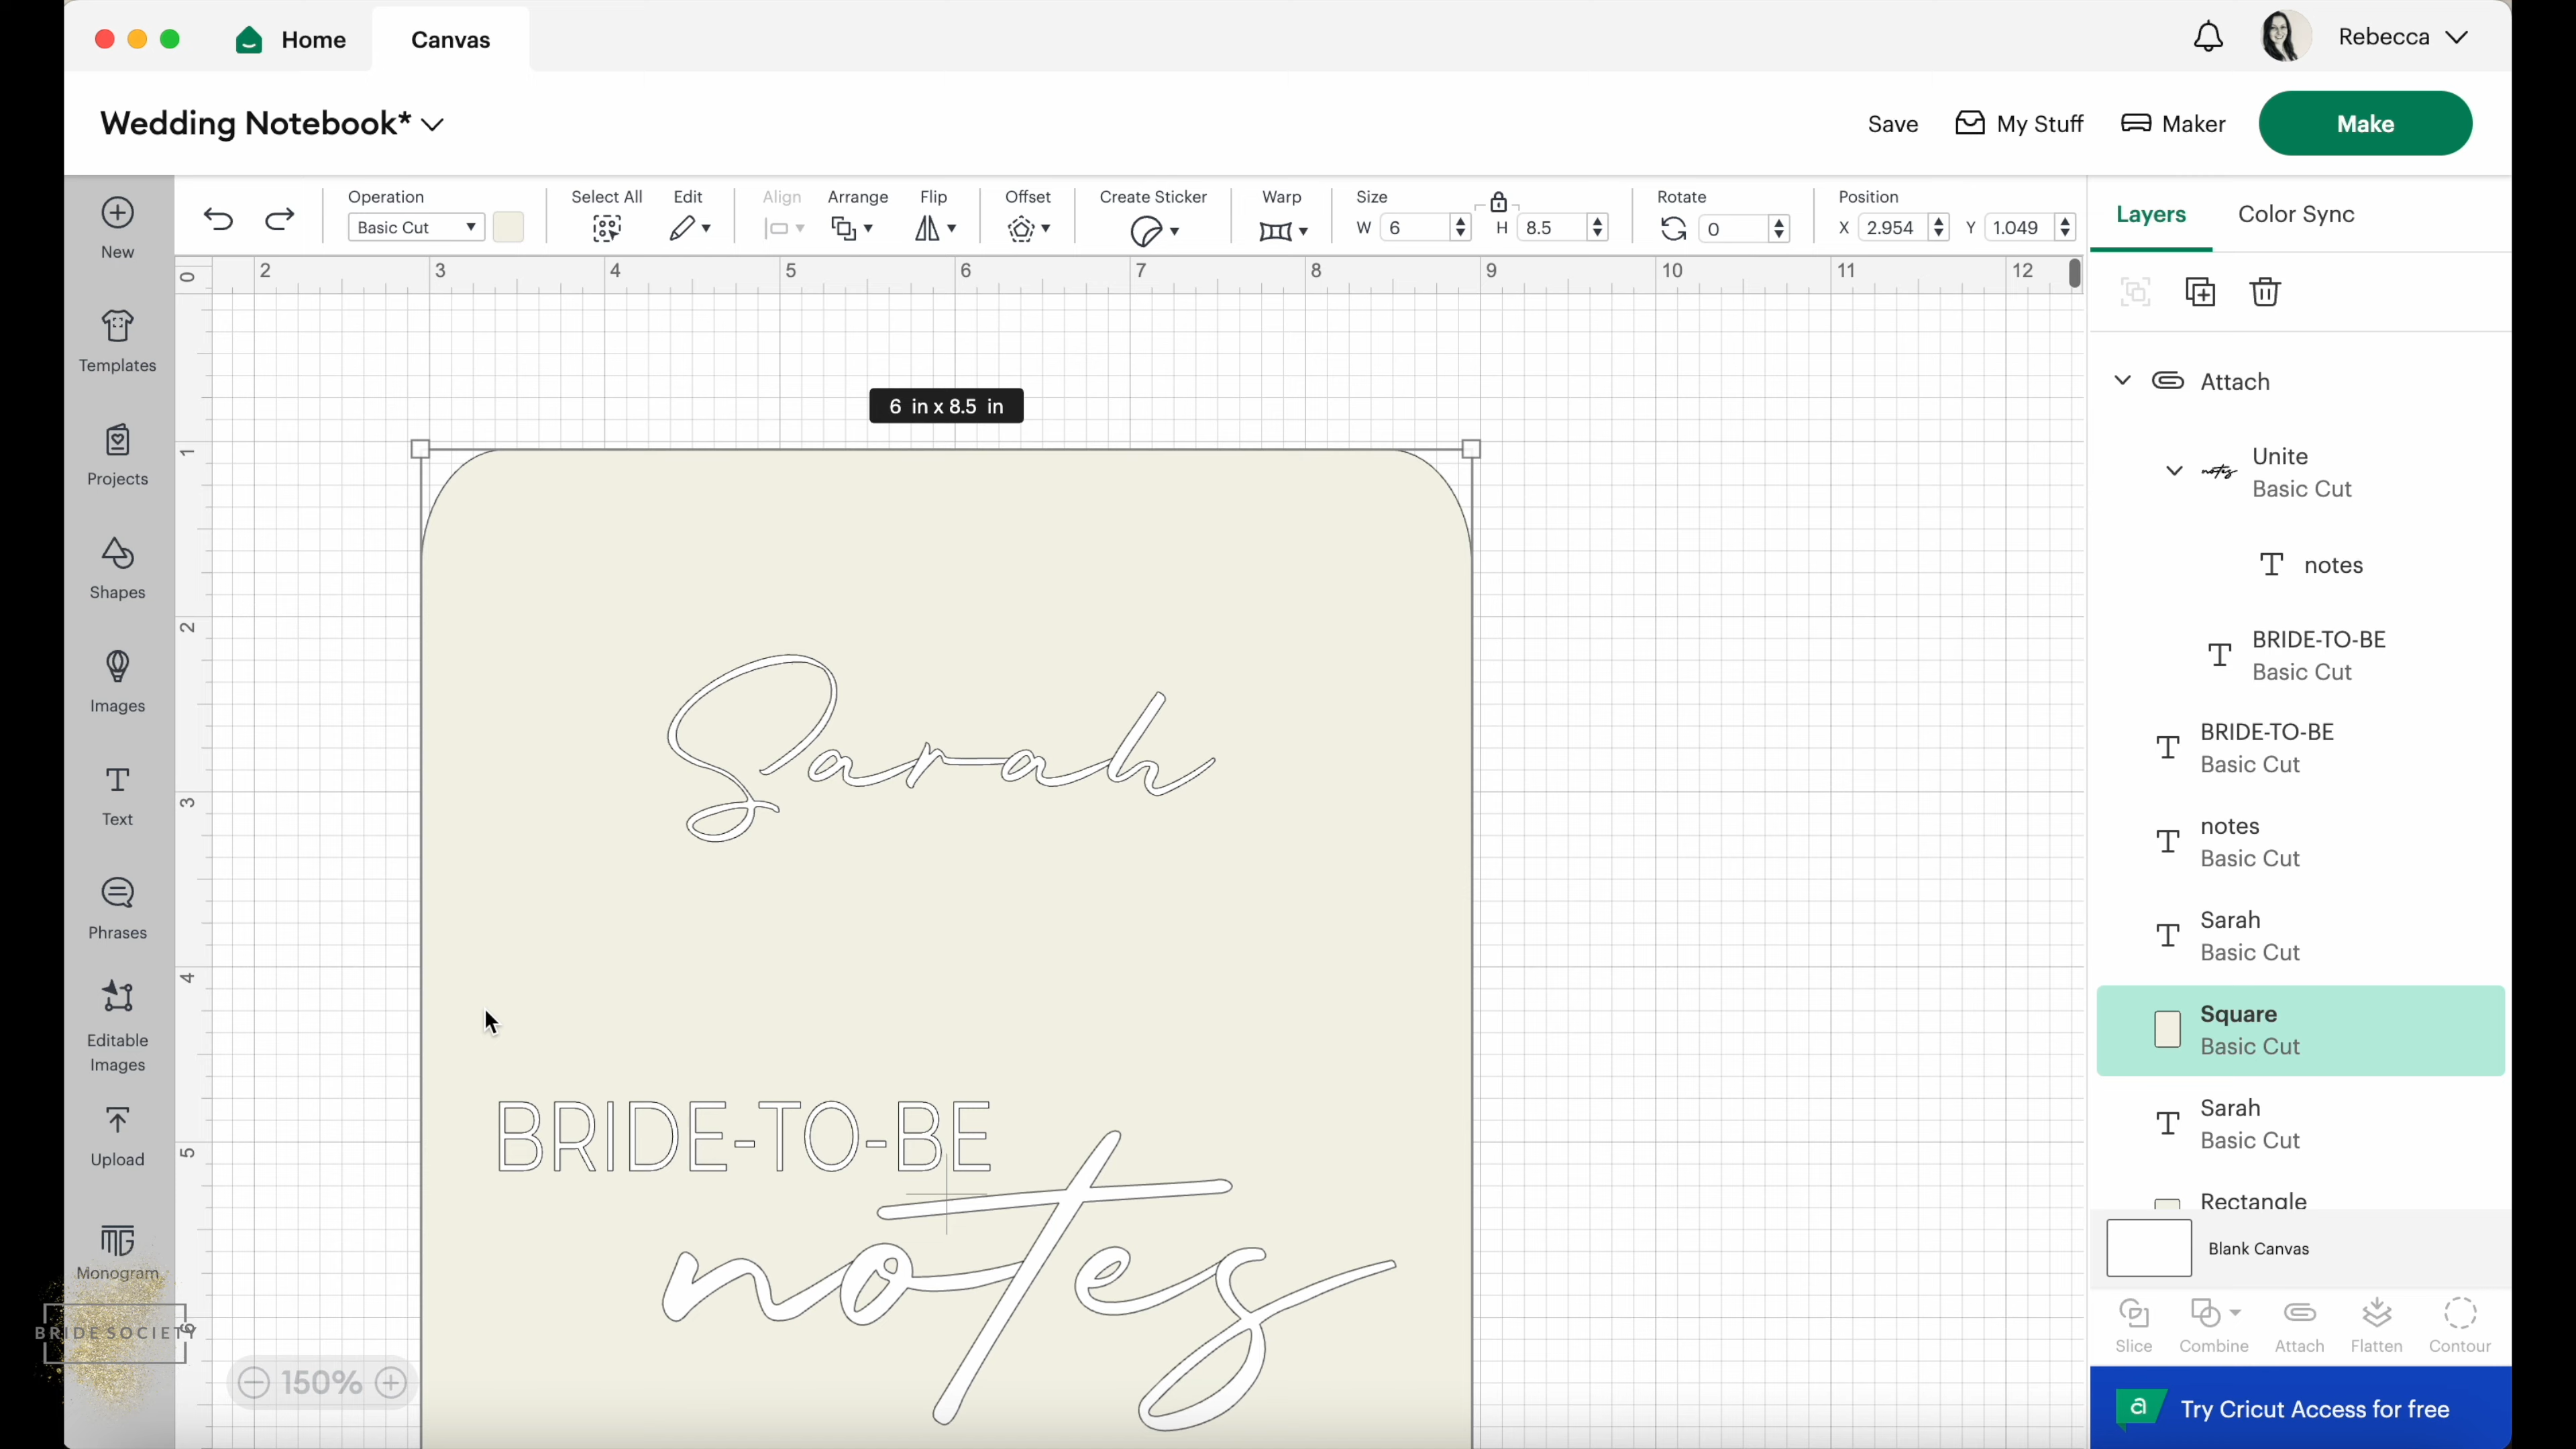 Home
Canvas
Rebecca
Wedding Notebook*
Save
My Stuff
Maker
Make
New
Templates
Projects
Shapes
Images
Text
Phrases
Editable
Images
Upload
Monogram
Operation
Basic Cut
Select All
Edit
Align
Arrange
Flip
Offset
Create Sticker
Warp
Size
W 6
H 8.5
Rotate
0
Position
X 2.954
Y 1.049
0
2 3 4 5 6 7 8 9 10 11 12
1
2
3
4
5
6
6 in x 8.5 in
Sarah
BRIDE-TO-BE
notes
150%
BRIDE SOCIETY
Layers
Color Sync
Attach
notes
Unite
Basic Cut
notes
BRIDE-TO-BE
Basic Cut
BRIDE-TO-BE
Basic Cut
notes
Basic Cut
Sarah
Basic Cut
Square
Basic Cut
Sarah
Basic Cut
Rectangle
Blank Canvas
Slice
Combine
Attach
Flatten
Contour
a
Try Cricut Access for free